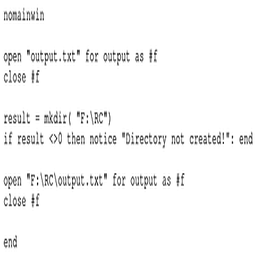 nomainwin
open "output.txt" for output as #f
close #f
result = mkdir( "F:\RC")
if result <>0 then notice "Directory not created!": end
open "F:\RC\output.txt" for output as #f
close #f
end